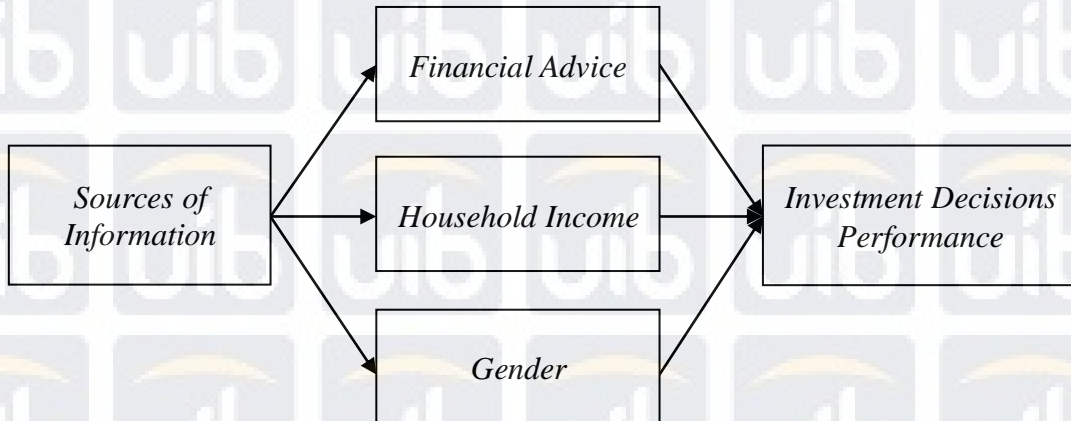 Financial Advice
Sources of
Information
Household Income
Investment Decisions
Performance
Gender